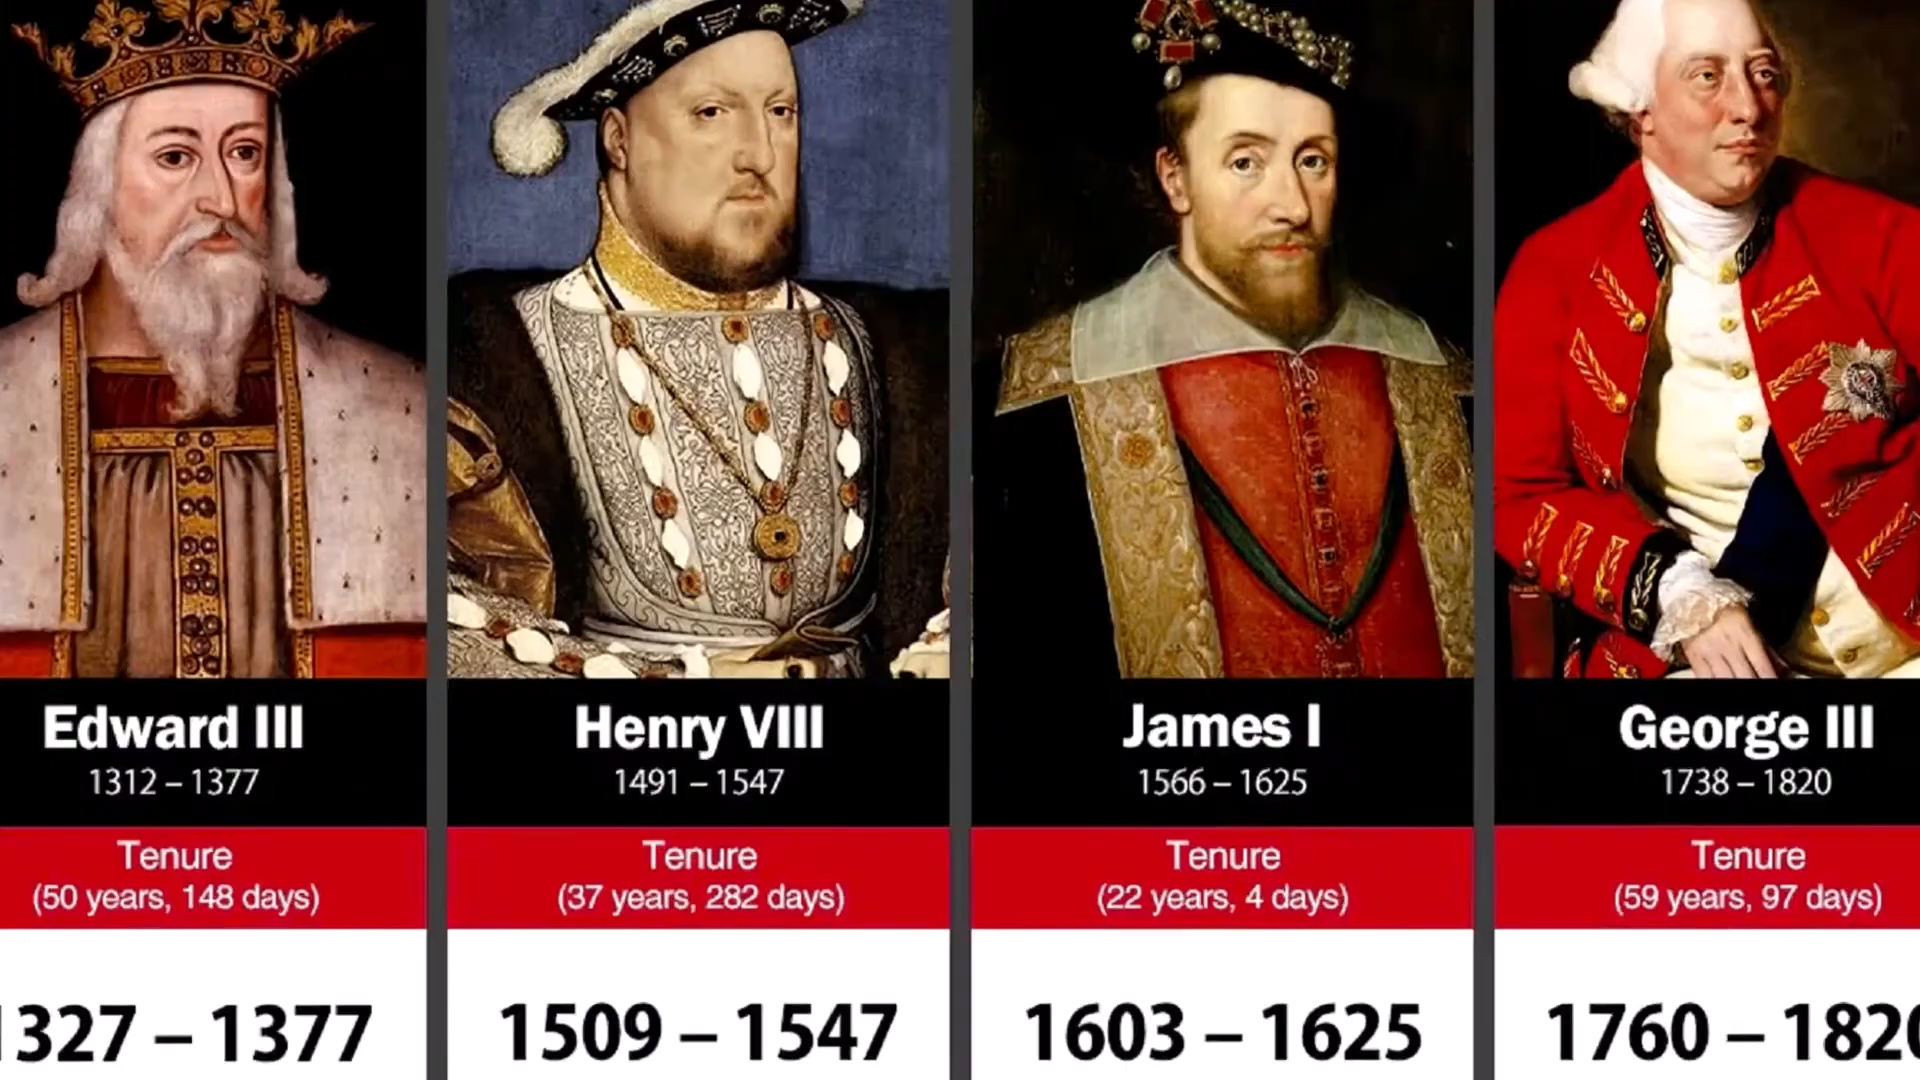 Edward III
1312 – 1377
Tenure
(50 years, 148 days)
1327 – 1377
Henry VIII
1491 – 1547
Tenure
(37 years, 282 days)
1509 – 1547
James I
1566 – 1625
Tenure
(22 years, 4 days)
1603 – 1625
George III
1738 – 1820
Tenure
(59 years, 97 days)
1760 – 1820